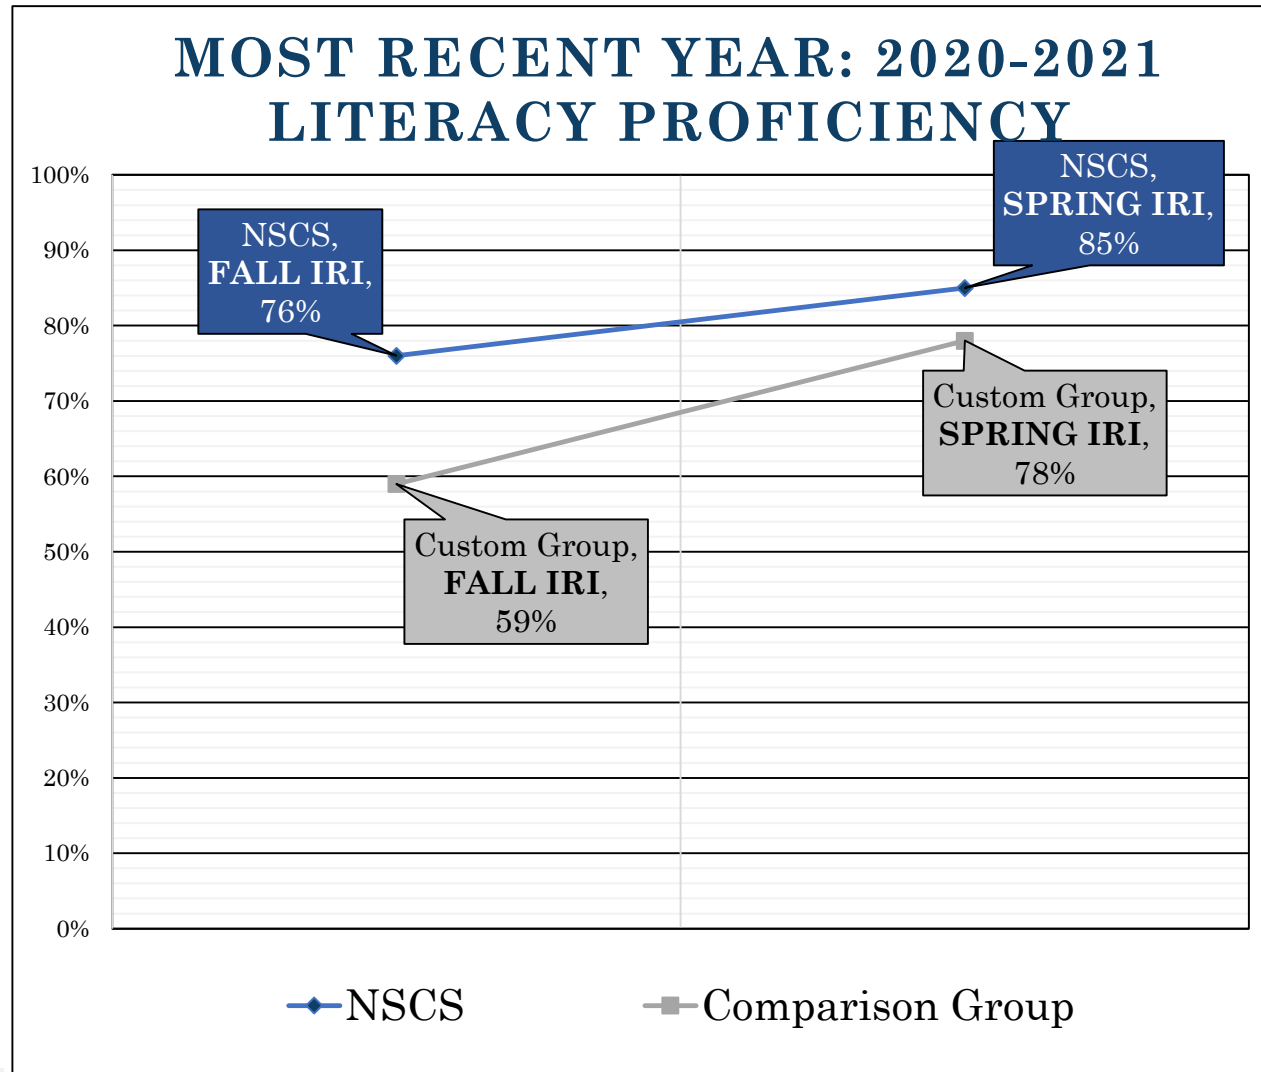 MOST RECENT YEAR: 2020-2021
LITERACY PROFICIENCY
NSCS,
SPRING IRI,
85%
NSCS,
FALL IRI,
76%
Custom Group,
SPRING IRI,
78%
Custom Group,
FALL IRI,
59%
100%
90%
80%
70%
60%
50%
40%
30%
20%
10%
0%
NSCS
Comparison Group